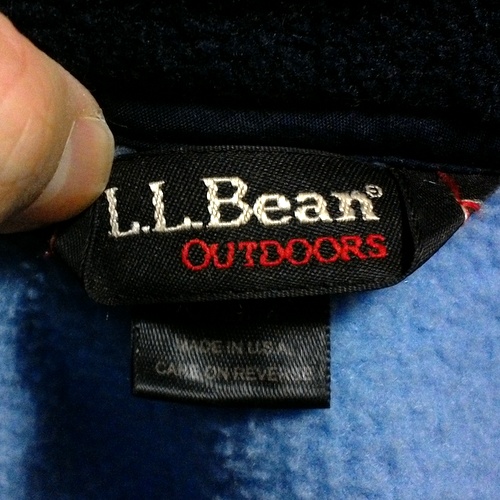 L.L.Bean®
OUTDOORS
MADE IN U.S.A.
CARE ON REVERSE